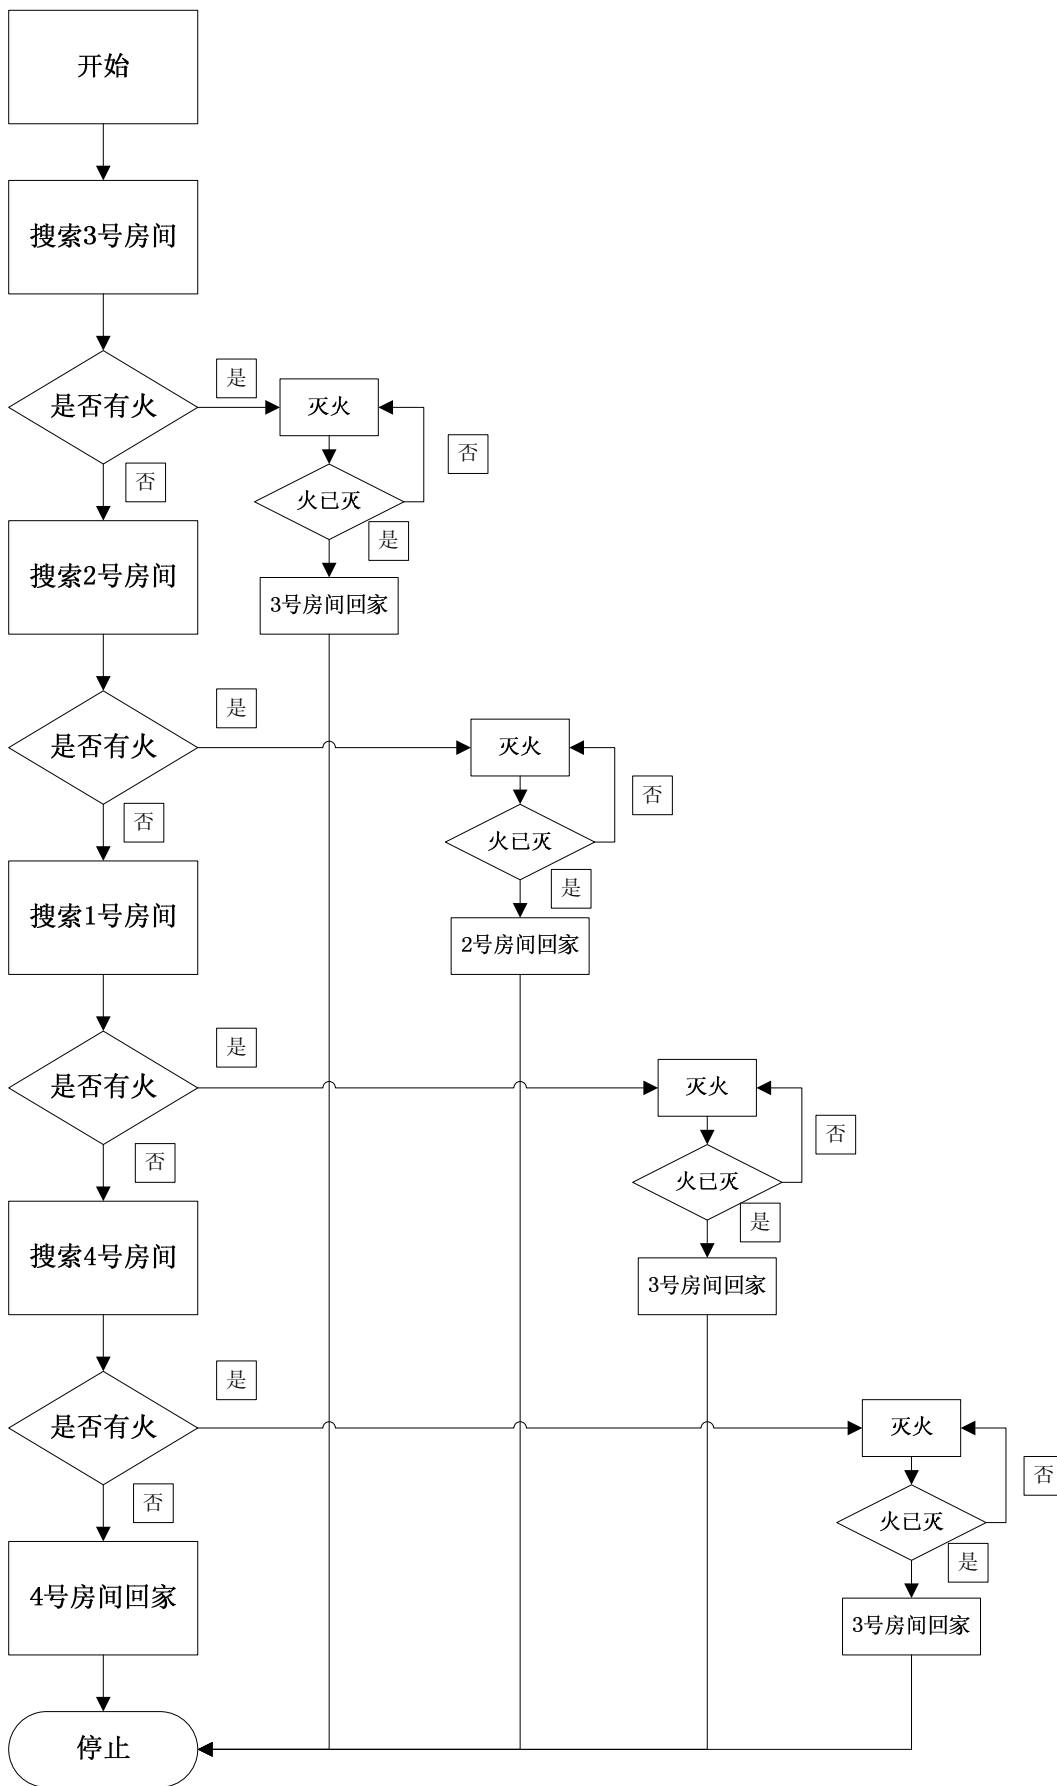 开始
搜索3号房间
是否有火
是
灭火
否
否
火已灭
是
搜索2号房间
3号房间回家
是否有火
是
灭火
否
否
火已灭
是
搜索1号房间
2号房间回家
是否有火
是
灭火
否
否
火已灭
是
搜索4号房间
3号房间回家
是否有火
是
灭火
否
否
火已灭
是
4号房间回家
3号房间回家
停止